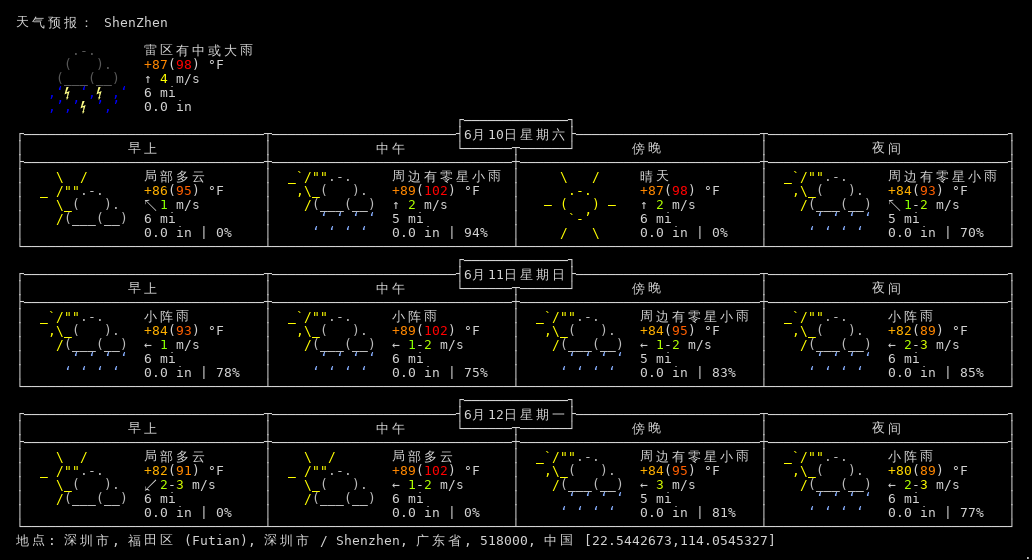 天气预报： ShenZhen
雷区有中或大雨
+87(98) °F
↑ 4 m/s
6 mi
0.0 in
6月10日星期六
早上 中午 傍晚 夜间
局部多云 周边有零星小雨 晴天 周边有零星小雨
+86(95) °F +89(102) °F +87(98) °F +84(93) °F
↖ 1 m/s ↑ 2 m/s ↑ 2 m/s ↖ 1-2 m/s
6 mi 5 mi 6 mi 5 mi
0.0 in | 0% 0.0 in | 94% 0.0 in | 0% 0.0 in | 70%
6月11日星期日
早上 中午 傍晚 夜间
小阵雨 小阵雨 周边有零星小雨 小阵雨
+84(93) °F +89(102) °F +84(95) °F +82(89) °F
← 1 m/s ← 1-2 m/s ← 1-2 m/s ← 2-3 m/s
6 mi 6 mi 5 mi 6 mi
0.0 in | 78% 0.0 in | 75% 0.0 in | 83% 0.0 in | 85%
6月12日星期一
早上 中午 傍晚 夜间
局部多云 局部多云 周边有零星小雨 小阵雨
+82(91) °F +89(102) °F +84(95) °F +80(89) °F
↙ 2-3 m/s ← 1-2 m/s ← 3 m/s ← 2-3 m/s
6 mi 6 mi 5 mi 6 mi
0.0 in | 0% 0.0 in | 0% 0.0 in | 81% 0.0 in | 77%
地点: 深圳市, 福田区 (Futian), 深圳市 / Shenzhen, 广东省, 518000, 中国 [22.5442673,114.0545327]